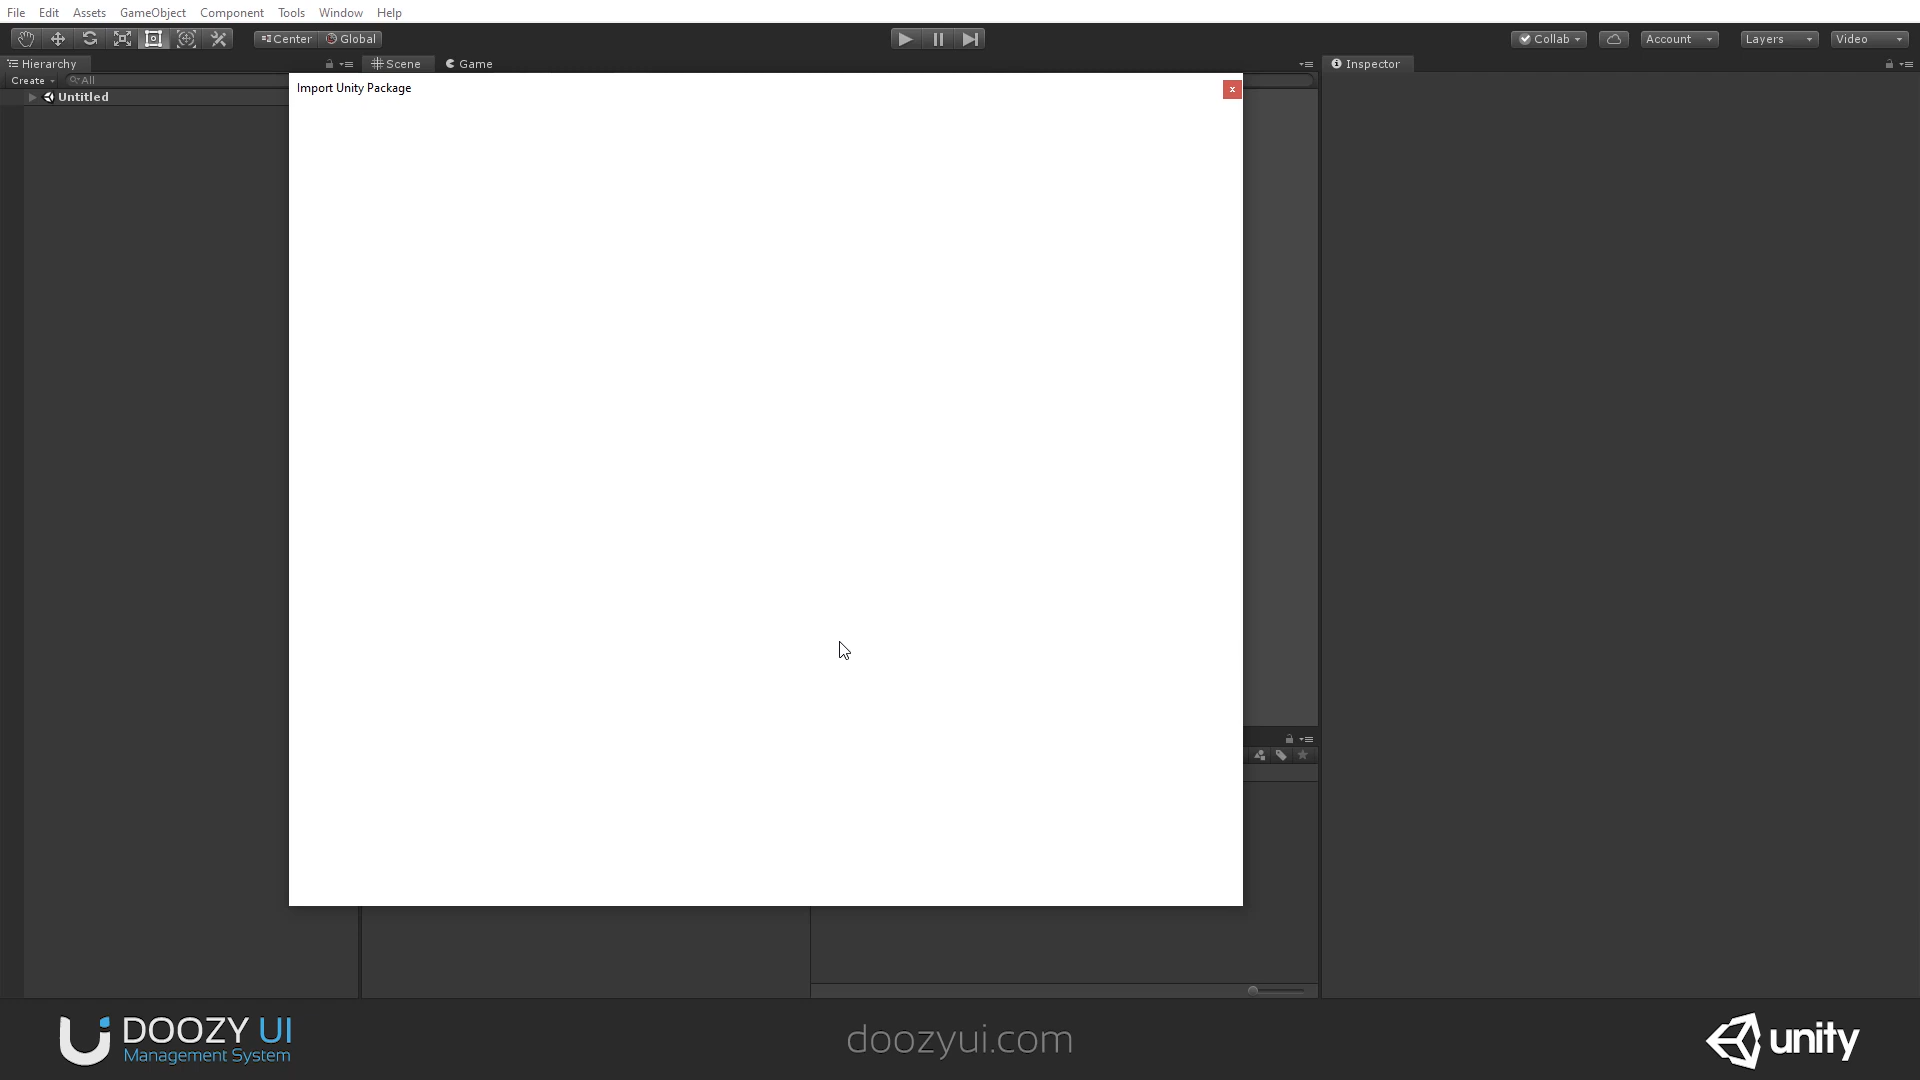 File Edit Assets GameObject Component Tools Window Help
Center Global Collab Account Layers Video
Hierarchy Scene Game Inspector
Create All
Import Unity Package x
Untitled
DOOZY UI
Management System
doozyui.com
unity